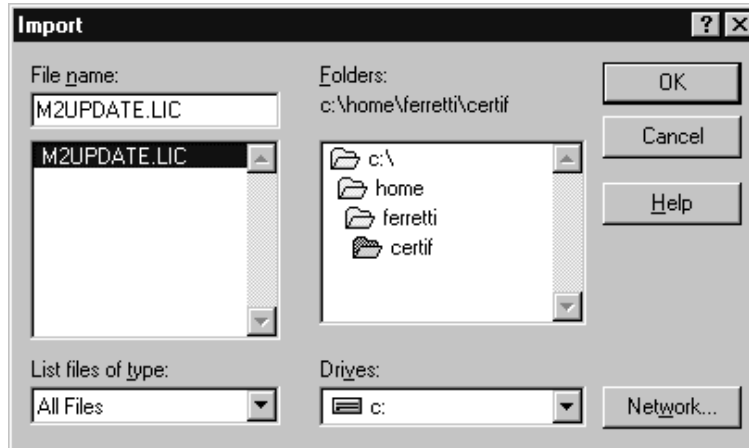 Import
File name:
M2UPDATE.LIC
M2UPDATE.LIC
List files of type:
All Files
Folders:
c:\home\ferretti\certif
c:\
home
ferretti
certif
Drives:
c:
OK
Cancel
Help
Network...